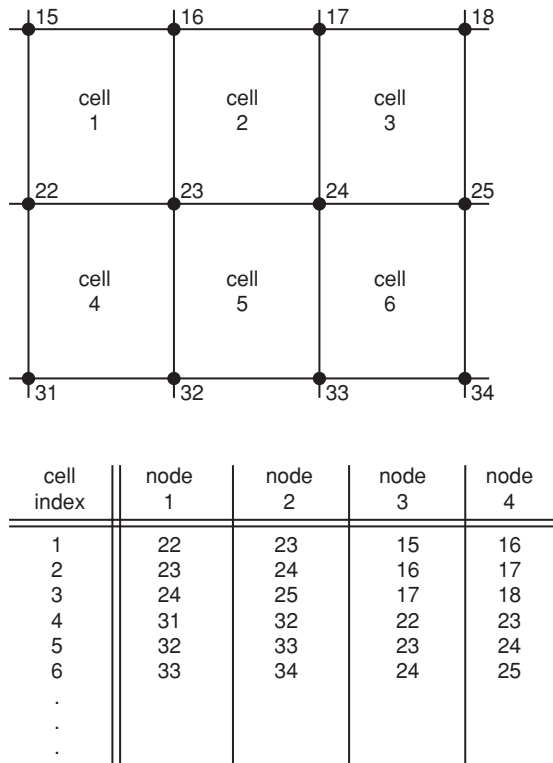 15 16 17 18
cell cell cell
1 2 3
22 23 24 25
cell cell cell
4 5 6
31 32 33 34
cell node node node node
index 1 2 3 4
1 22 23 15 16
2 23 24 16 17
3 24 25 17 18
4 31 32 22 23
5 32 33 23 24
6 33 34 24 25
.
.
.